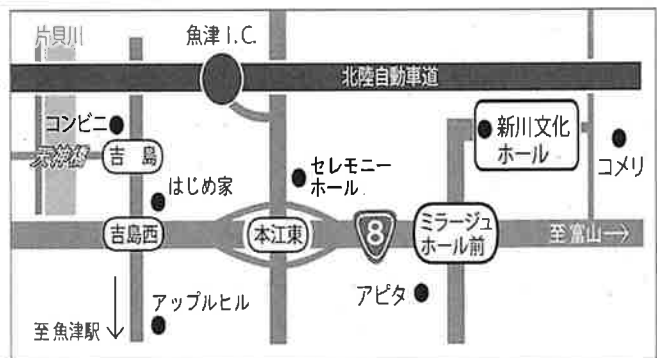 片貝川
魚津 I.C.
北陸自動車道
コンビニ
吉島
天神橋
はじめ家
セレモニー
ホール
新川文化
ホール
コメリ
吉島西
本江東
8
ミラージュ
ホール前
至富山→
アピタ
アップルヒル
至魚津駅